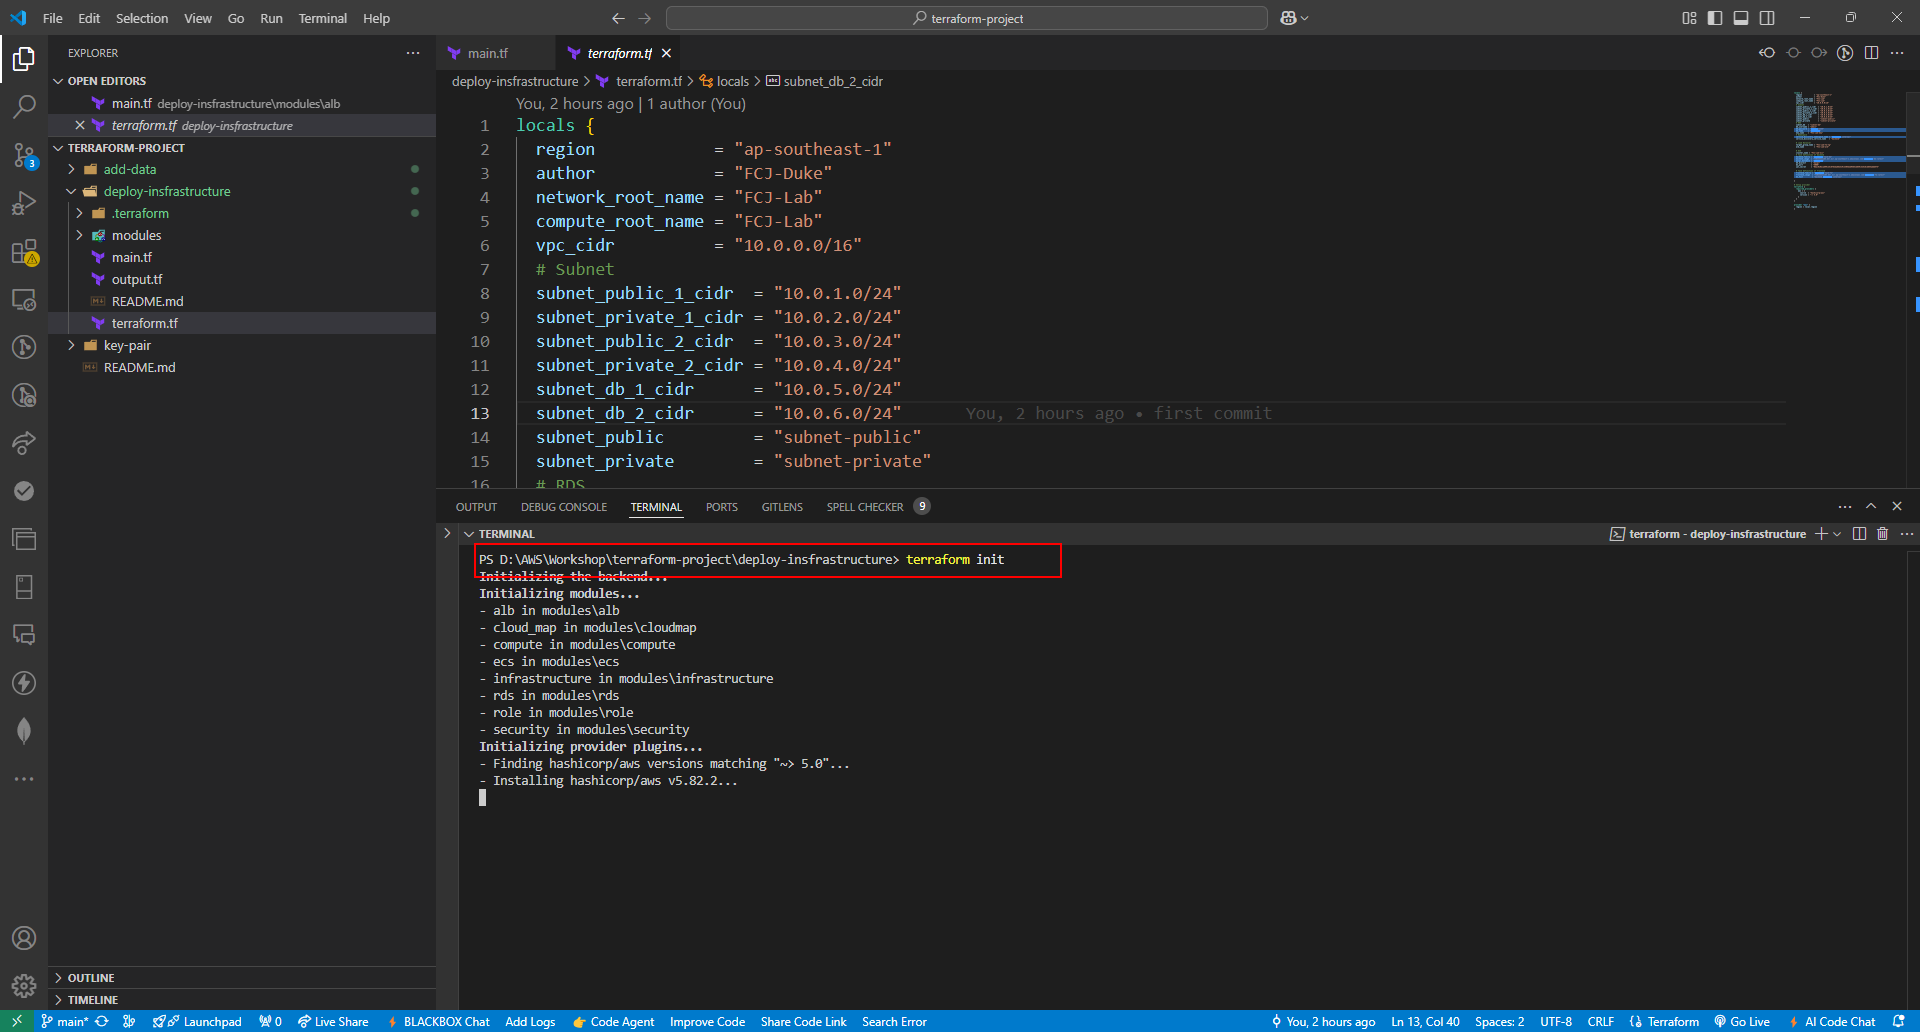 File Edit Selection View Go Run Terminal Help
terraform-project
EXPLORER
OPEN EDITORS
main.tf deploy-insfrastructure\modules\alb
terraform.tf deploy-insfrastructure
TERRAFORM-PROJECT
add-data
deploy-insfrastructure
.terraform
modules
main.tf
output.tf
README.md
terraform.tf
key-pair
README.md
OUTLINE
TIMELINE
3
main.tf
terraform.tf
deploy-insfrastructure > terraform.tf > locals > subnet_db_2_cidr
You, 2 hours ago | 1 author (You)
1 locals {
2 region = "ap-southeast-1"
3 author = "FCJ-Duke"
4 network_root_name = "FCJ-Lab"
5 compute_root_name = "FCJ-Lab"
6 vpc_cidr = "10.0.0.0/16"
7 # Subnet
8 subnet_public_1_cidr = "10.0.1.0/24"
9 subnet_private_1_cidr = "10.0.2.0/24"
10 subnet_public_2_cidr = "10.0.3.0/24"
11 subnet_private_2_cidr = "10.0.4.0/24"
12 subnet_db_1_cidr = "10.0.5.0/24"
13 subnet_db_2_cidr = "10.0.6.0/24" You, 2 hours ago • first commit
14 subnet_public = "subnet-public"
15 subnet_private = "subnet-private"
16 # RDS
OUTPUT DEBUG CONSOLE TERMINAL PORTS GITLENS SPELL CHECKER 9
TERMINAL
terraform - deploy-insfrastructure
PS D:\AWS\Workshop\terraform-project\deploy-insfrastructure> terraform init
Initializing the backend...
Initializing modules...
- alb in modules\alb
- cloud_map in modules\cloudmap
- compute in modules\compute
- ecs in modules\ecs
- infrastructure in modules\infrastructure
- rds in modules\rds
- role in modules\role
- security in modules\security
Initializing provider plugins...
- Finding hashicorp/aws versions matching "~> 5.0"...
- Installing hashicorp/aws v5.82.2...
main* Launchpad 0 Live Share BLACKBOX Chat Add Logs Code Agent Improve Code Share Code Link Search Error You, 2 hours ago Ln 13, Col 40 Spaces: 2 UTF-8 CRLF {} Terraform Go Live AI Code Chat